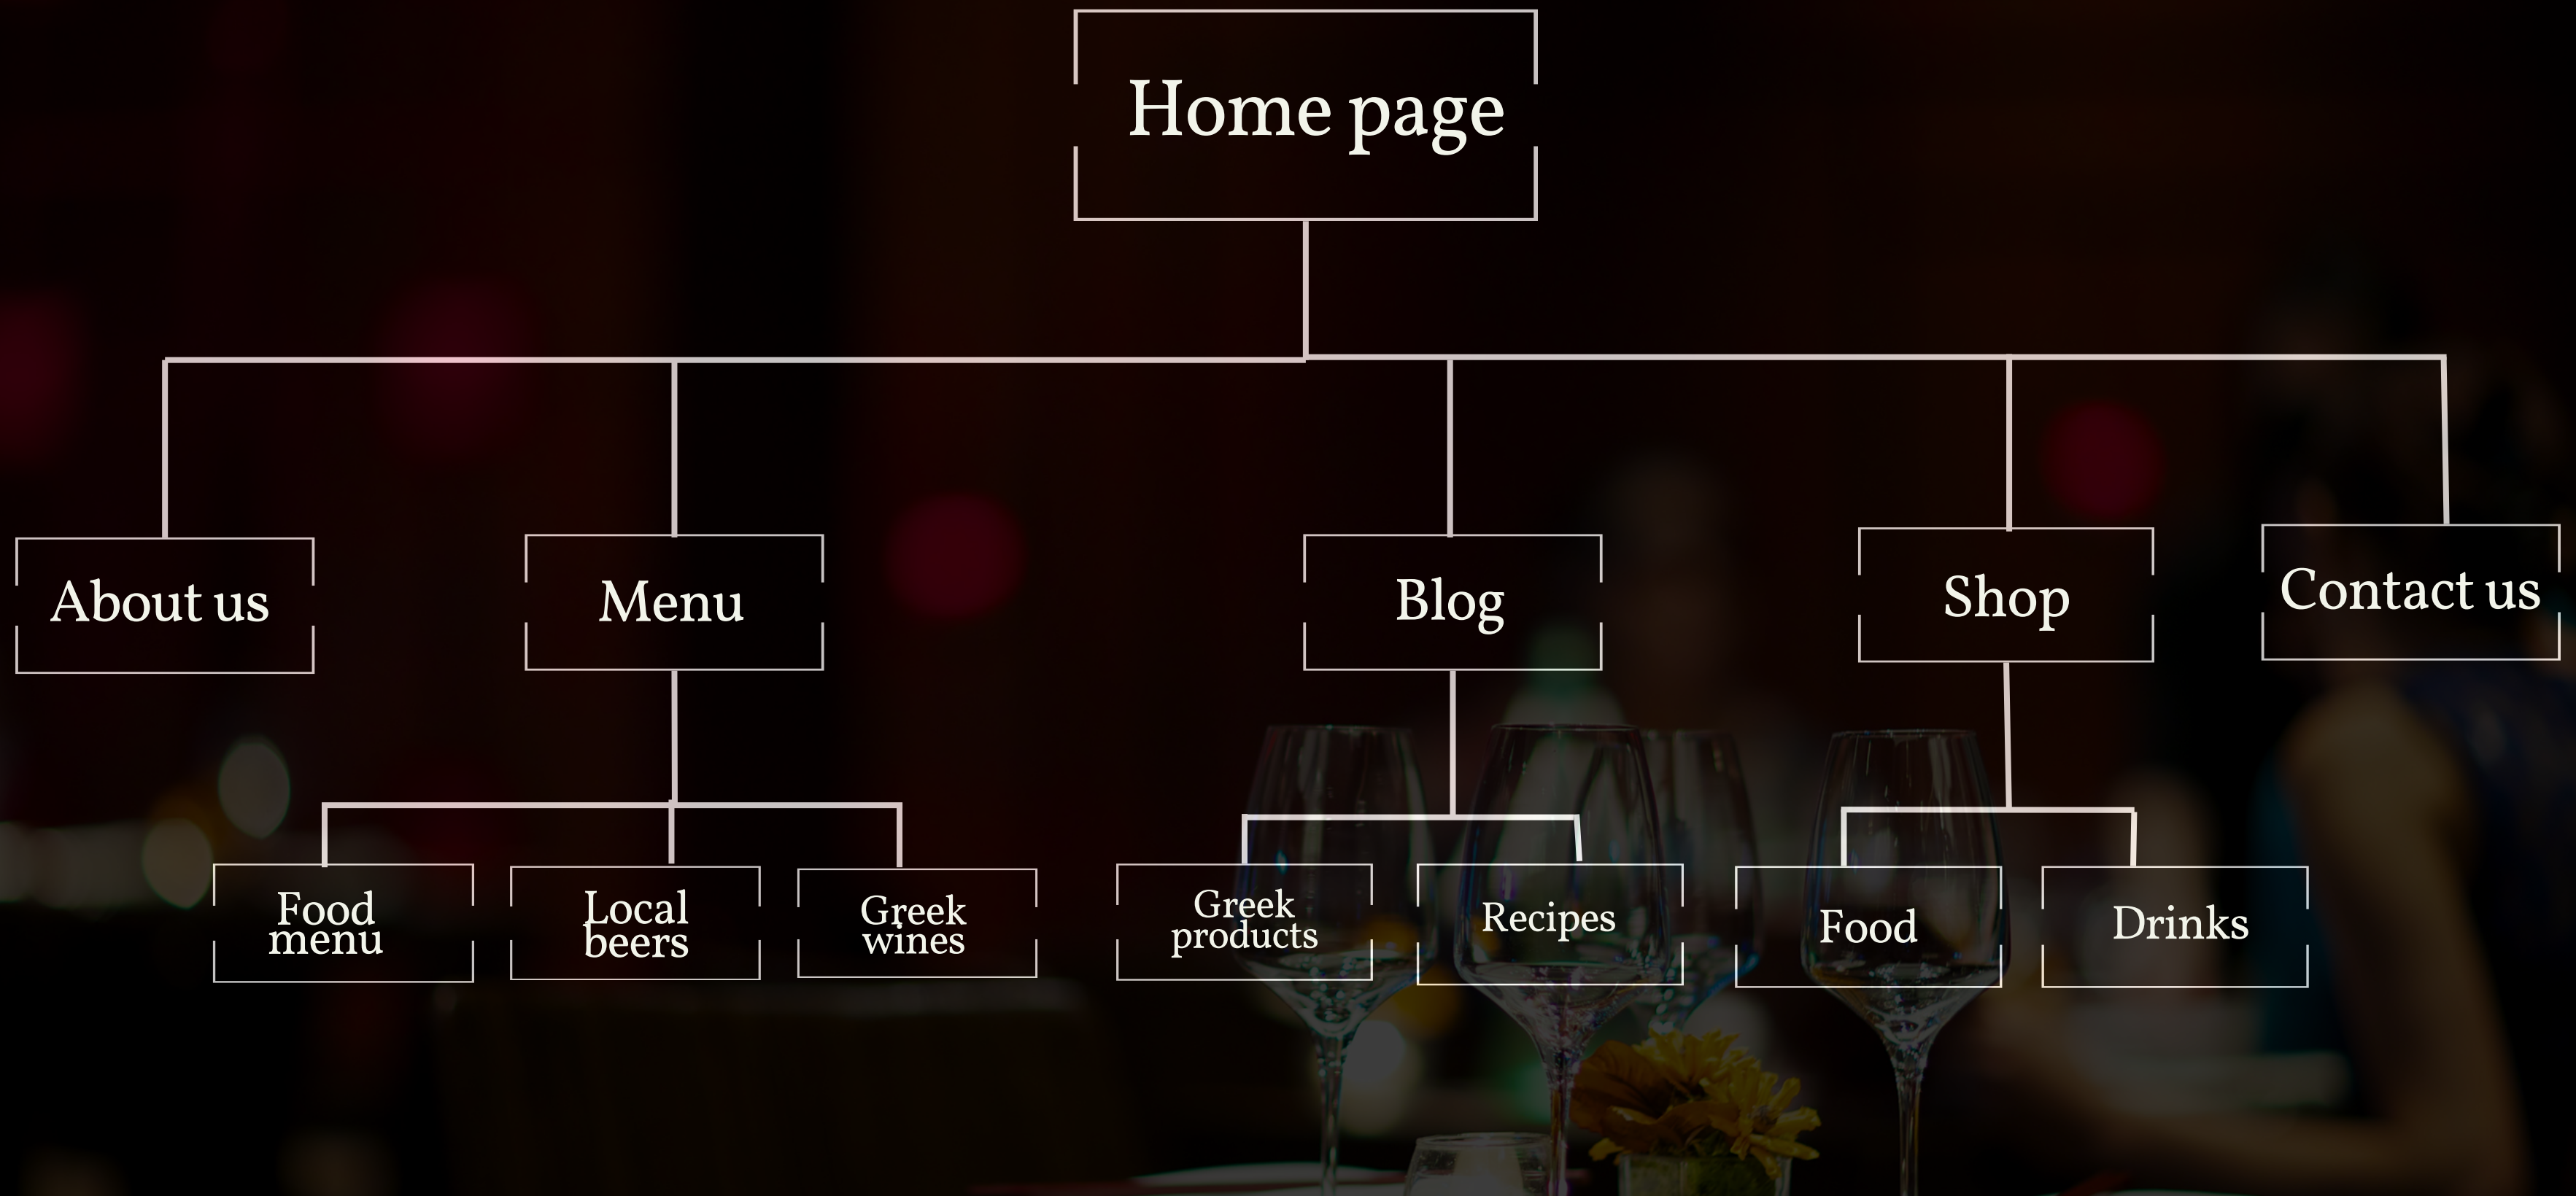 Home page
About us
Menu
Blog
Shop
Contact us
Food
menu
Local
beers
Greek
wines
Greek
products
Recipes
Food
Drinks